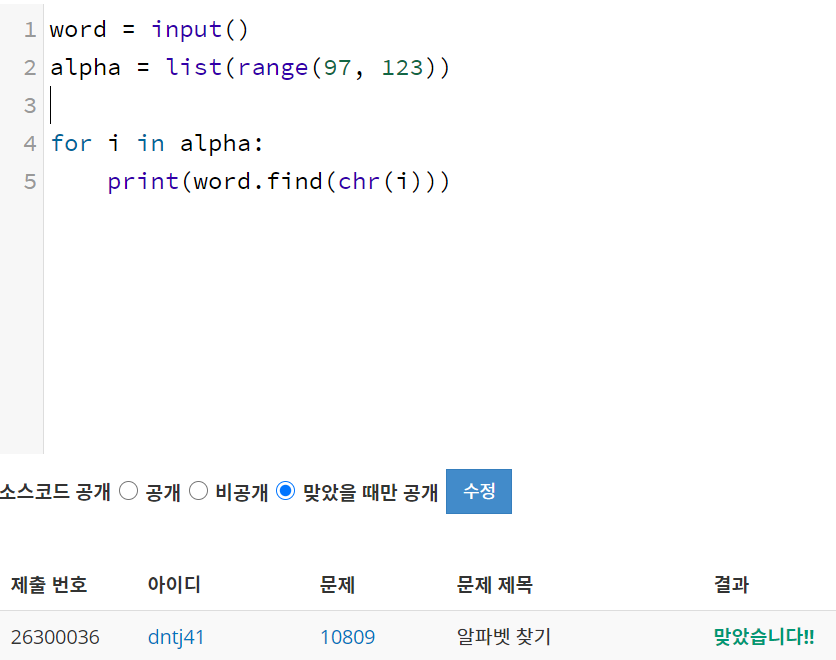 1 word = input()
2 alpha = list(range(97, 123))
3
4 for i in alpha:
5     print(word.find(chr(i)))
소스코드 공개 공개 비공개 맞았을 때만 공개 수정
제출 번호 아이디 문제 문제 제목 결과
26300036 dntj41 10809 알파벳 찾기 맞았습니다!!